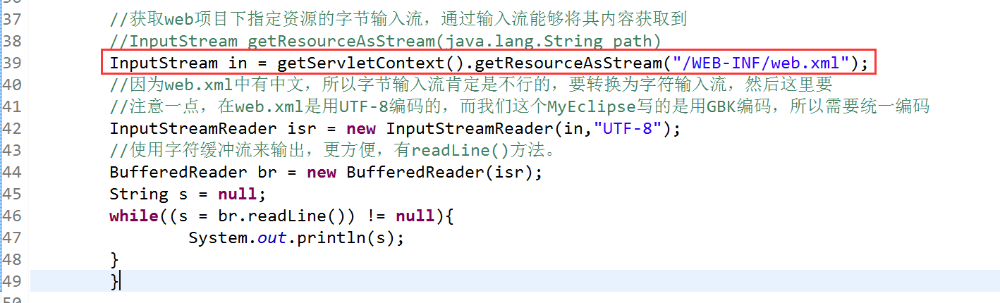 37 //获取web项目下指定资源的字节输入流，通过输入流能够将其内容获取到
38 //InputStream getResourceAsStream(java.lang.String path)
39 InputStream in = getServletContext().getResourceAsStream("/WEB-INF/web.xml");
40 //因为web.xml中有中文，所以字节输入流肯定是不行的，要转换为字符输入流，然后这里要
41 //注意一点，在web.xml是用UTF-8编码的，而我们这个MyEclipse写的是用GBK编码，所以需要统一编码
42 InputStreamReader isr = new InputStreamReader(in,"UTF-8");
43 //使用字符缓冲流来输出，更方便，有readLine()方法。
44 BufferedReader br = new BufferedReader(isr);
45 String s = null;
46 while((s = br.readLine()) != null){
47 System.out.println(s);
48 }
49 }